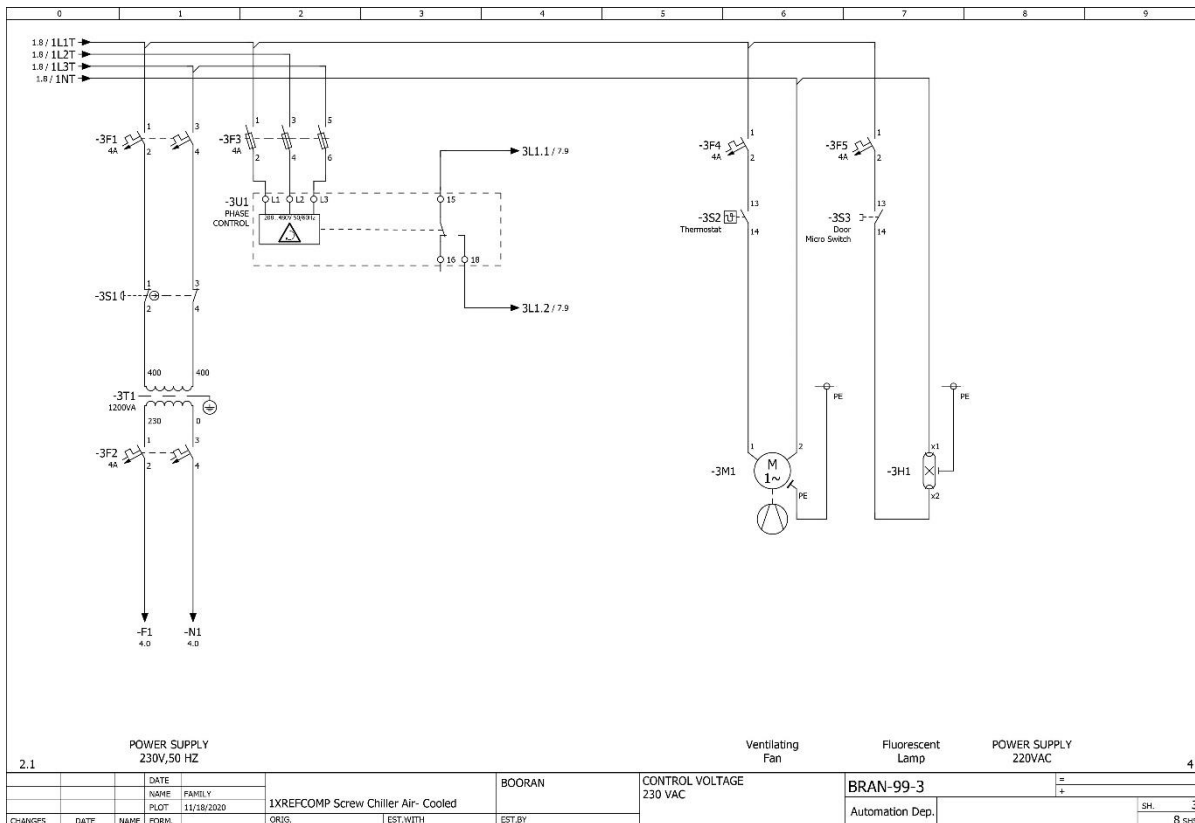 0 1 2 3 4 5 6 7 8 9
1.8 / 1L1T
1.8 / 1L2T
1.8 / 1L3T
1.8 / 1NT
1 3 1 3 5 1 1
-3F1 -3F3 -3F4 -3F5
4A 4A 4A 4A
2 4 2 4 6 2 2
3L1.1 / 7.9
-3U1 L1 L2 L3 15
PHASE
CONTROL
13 13
-3S2 -3S3
Thermostat Door
Micro Switch
14 14
16 18
1 3
-3S1
2 4
3L1.2 / 7.9
400 400
-3T1
1200VA
230 0
PE PE
1 3
-3F2
4A
2 4
1 2 x1
-3M1 M -3H1
1~
PE x2
-F1 -N1
4.0 4.0
POWER SUPPLY
230V,50 HZ
Ventilating
Fan
Fluorescent
Lamp
POWER SUPPLY
220VAC
2.1 4
DATE
NAME FAMILY
PLOT 11/18/2020
CHANGES DATE NAME FORM.
1XREFCOMP Screw Chiller Air- Cooled
ORIG. EST.WITH EST.BY
BOORAN
CONTROL VOLTAGE
230 VAC
BRAN-99-3
Automation Dep.
=
+
SH. 3
8 SH